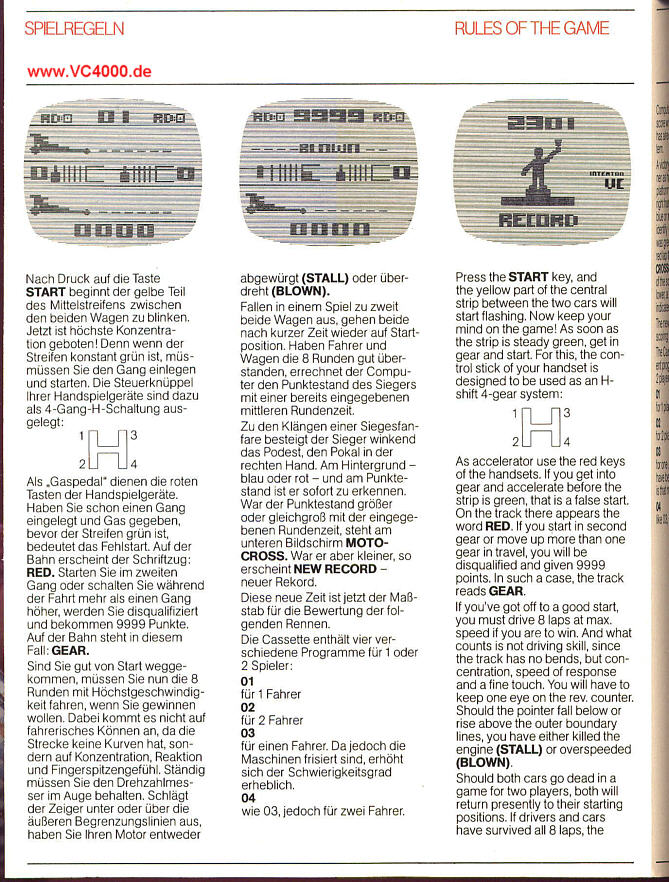 SPIELREGELN
RULES OF THE GAME
www.VC4000.de
RD:0 01 RD:0
0 0
0000
RD:0 9999 RD:0
BLOWN
0
0000
2301
INTERTON
VC
RECORD
Nach Druck auf die Taste
START beginnt der gelbe Teil
des Mittelstreifens zwischen
den beiden Wagen zu blinken.
Jetzt ist höchste Konzentra-
tion geboten! Denn wenn der
Streifen konstant grün ist, müs-
müssen Sie den Gang einlegen
und starten. Die Steuerknüppel
Ihrer Handspielgeräte sind dazu
als 4-Gang-H-Schaltung aus-
gelegt:
1 3
2 4
Als „Gaspedal" dienen die roten
Tasten der Handspielgeräte.
Haben Sie schon einen Gang
eingelegt und Gas gegeben,
bevor der Streifen grün ist,
bedeutet das Fehlstart. Auf der
Bahn erscheint der Schriftzug:
RED. Starten Sie im zweiten
Gang oder schalten Sie während
der Fahrt mehr als einen Gang
höher, werden Sie disqualifiziert
und bekommen 9999 Punkte.
Auf der Bahn steht in diesem
Fall: GEAR.
Sind Sie gut von Start wegge-
kommen, müssen Sie nun die 8
Runden mit Höchstgeschwindig-
keit fahren, wenn Sie gewinnen
wollen. Dabei kommt es nicht auf
fahrerisches Können an, da die
Strecke keine Kurven hat, son-
dern auf Konzentration, Reaktion
und Fingerspitzengefühl. Ständig
müssen Sie den Drehzahlmes-
ser im Auge behalten. Schlägt
der Zeiger unter oder über die
äußeren Begrenzungslinien aus,
haben Sie Ihren Motor entweder
abgewürgt (STALL) oder über-
dreht (BLOWN).
Fallen in einem Spiel zu zweit
beide Wagen aus, gehen beide
nach kurzer Zeit wieder auf Start-
position. Haben Fahrer und
Wagen die 8 Runden gut über-
standen, errechnet der Compu-
ter den Punktestand des Siegers
mit einer bereits eingegebenen
mittleren Rundenzeit.
Zu den Klängen einer Siegesfan-
fare besteigt der Sieger winkend
das Podest, den Pokal in der
rechten Hand. Am Hintergrund –
blau oder rot – und am Punkte-
stand ist er sofort zu erkennen.
War der Punktestand größer
oder gleichgroß mit der eingege-
benen Rundenzeit, steht am
unteren Bildschirm MOTO-
CROSS. War er aber kleiner, so
erscheint NEW RECORD –
neuer Rekord.
Diese neue Zeit ist jetzt der Maß-
stab für die Bewertung der fol-
genden Rennen.
Die Cassette enthält vier ver-
schiedene Programme für 1 oder
2 Spieler:
01
für 1 Fahrer
02
für 2 Fahrer
03
für einen Fahrer. Da jedoch die
Maschinen frisiert sind, erhöht
sich der Schwierigkeitsgrad
erheblich.
04
wie 03, jedoch für zwei Fahrer.
Press the START key, and
the yellow part of the central
strip between the two cars will
start flashing. Now keep your
mind on the game! As soon as
the strip is steady green, get in
gear and start. For this, the con-
trol stick of your handset is
designed to be used as an H-
shift 4-gear system:
1 3
2 4
As accelerator use the red keys
of the handsets. If you get into
gear and accelerate before the
strip is green, that is a false start.
On the track there appears the
word RED. If you start in second
gear or move up more than one
gear in travel, you will be
disqualified and given 9999
points. In such a case, the track
reads GEAR.
If you've got off to a good start,
you must drive 8 laps at max.
speed if you are to win. And what
counts is not driving skill, since
the track has no bends, but con-
centration, speed of response
and a fine touch. You will have to
keep one eye on the rev. counter.
Should the pointer fall below or
rise above the outer boundary
lines, you have either killed the
engine (STALL) or overspeeded
(BLOWN).
Should both cars go dead in a
game for two players, both will
return presently to their starting
positions. If drivers and cars
have survived all 8 laps, the
CROSS
01
02
03
04